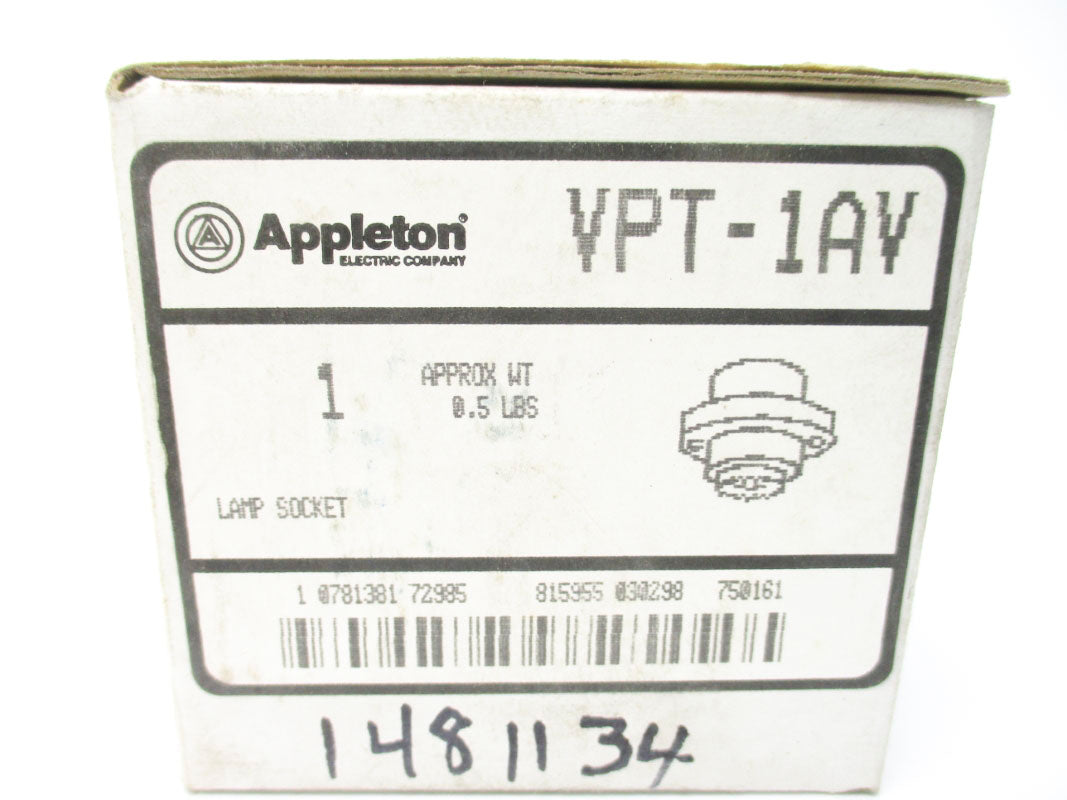 Appleton
ELECTRIC COMPANY
VPT-1AV
1
APPROX WT
0.5 LBS
LAMP SOCKET
1 0781381 72985 815955 030298 750161
1481134